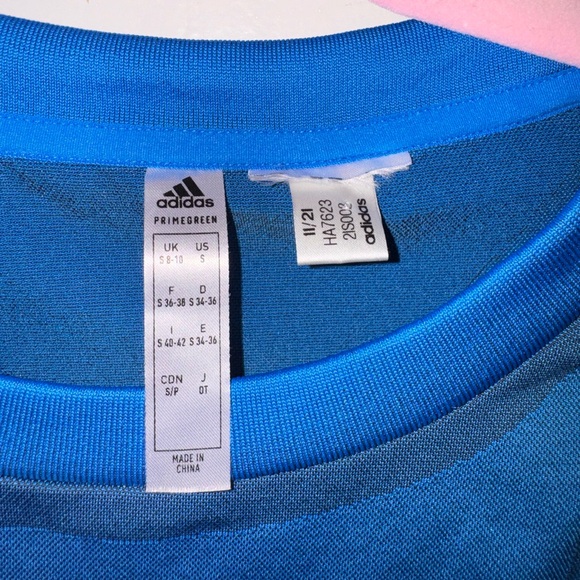 adidas
PRIMEGREEN
UK US
S 8-10 S
F D
S 36-38 S 34-36
I E
S 40-42 S 34-36
CDN J
S/P OT
MADE IN
CHINA
11/21
HA7623
2IS002
adidas